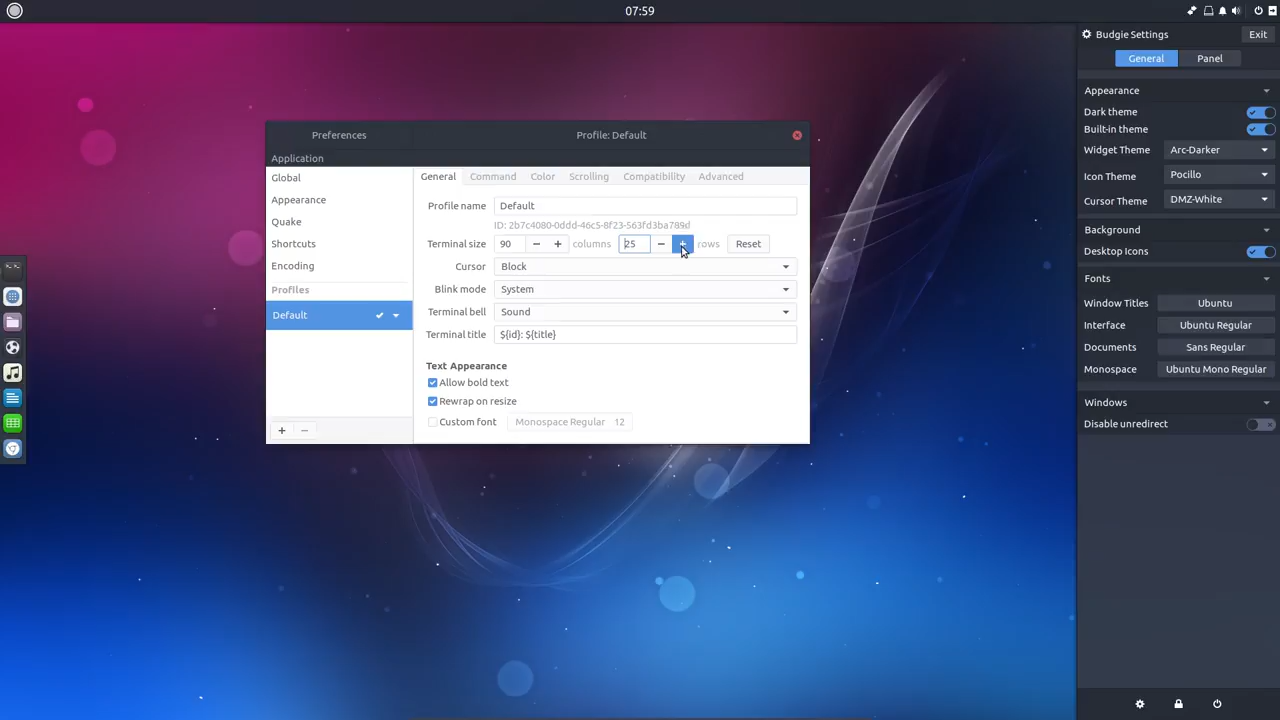 07:59
Budgie Settings
Exit
General
Panel
Appearance
Dark theme
Built-in theme
Widget Theme
Arc-Darker
Icon Theme
Pocillo
Cursor Theme
DMZ-White
Background
Desktop Icons
Fonts
Window Titles
Ubuntu
Interface
Ubuntu Regular
Documents
Sans Regular
Monospace
Ubuntu Mono Regular
Windows
Disable unredirect
Preferences
Profile: Default
Application
Global
Appearance
Quake
Shortcuts
Encoding
Profiles
Default
General
Command
Color
Scrolling
Compatibility
Advanced
Profile name
Default
ID: 2b7c4080-0ddd-46c5-8f23-563fd3ba789d
Terminal size
90
columns
25
rows
Reset
Cursor
Block
Blink mode
System
Terminal bell
Sound
Terminal title
${id}: ${title}
Text Appearance
Allow bold text
Rewrap on resize
Custom font
Monospace Regular 12